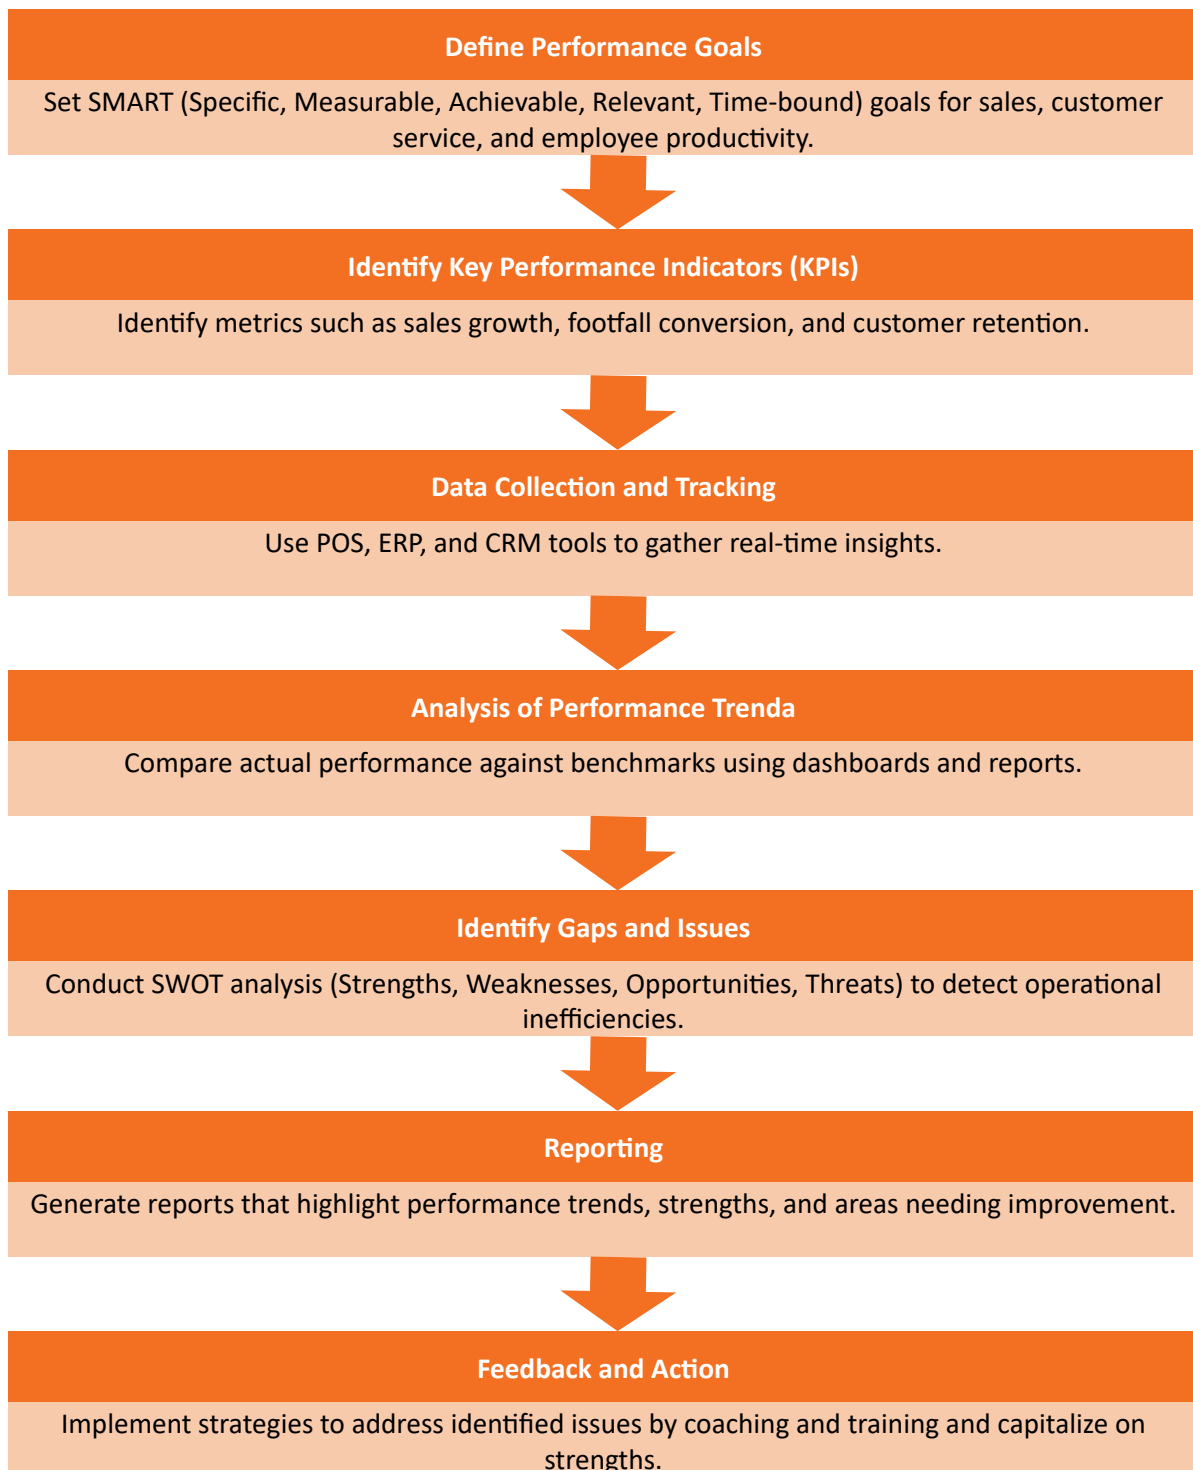 Define Performance Goals
Set SMART (Specific, Measurable, Achievable, Relevant, Time-bound) goals for sales, customer
service, and employee productivity.
Identify Key Performance Indicators (KPIs)
Identify metrics such as sales growth, footfall conversion, and customer retention.
Data Collection and Tracking
Use POS, ERP, and CRM tools to gather real-time insights.
Analysis of Performance Trenda
Compare actual performance against benchmarks using dashboards and reports.
Identify Gaps and Issues
Conduct SWOT analysis (Strengths, Weaknesses, Opportunities, Threats) to detect operational
inefficiencies.
Reporting
Generate reports that highlight performance trends, strengths, and areas needing improvement.
Feedback and Action
Implement strategies to address identified issues by coaching and training and capitalize on
strengths.